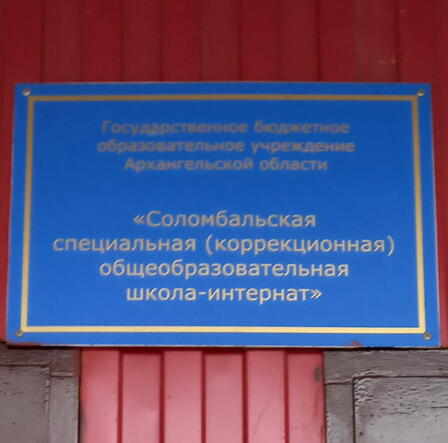 Государственное бюджетное
образовательное учреждение
Архангельской области
«Соломбальская
специальная (коррекционная)
общеобразовательная
школа-интернат»